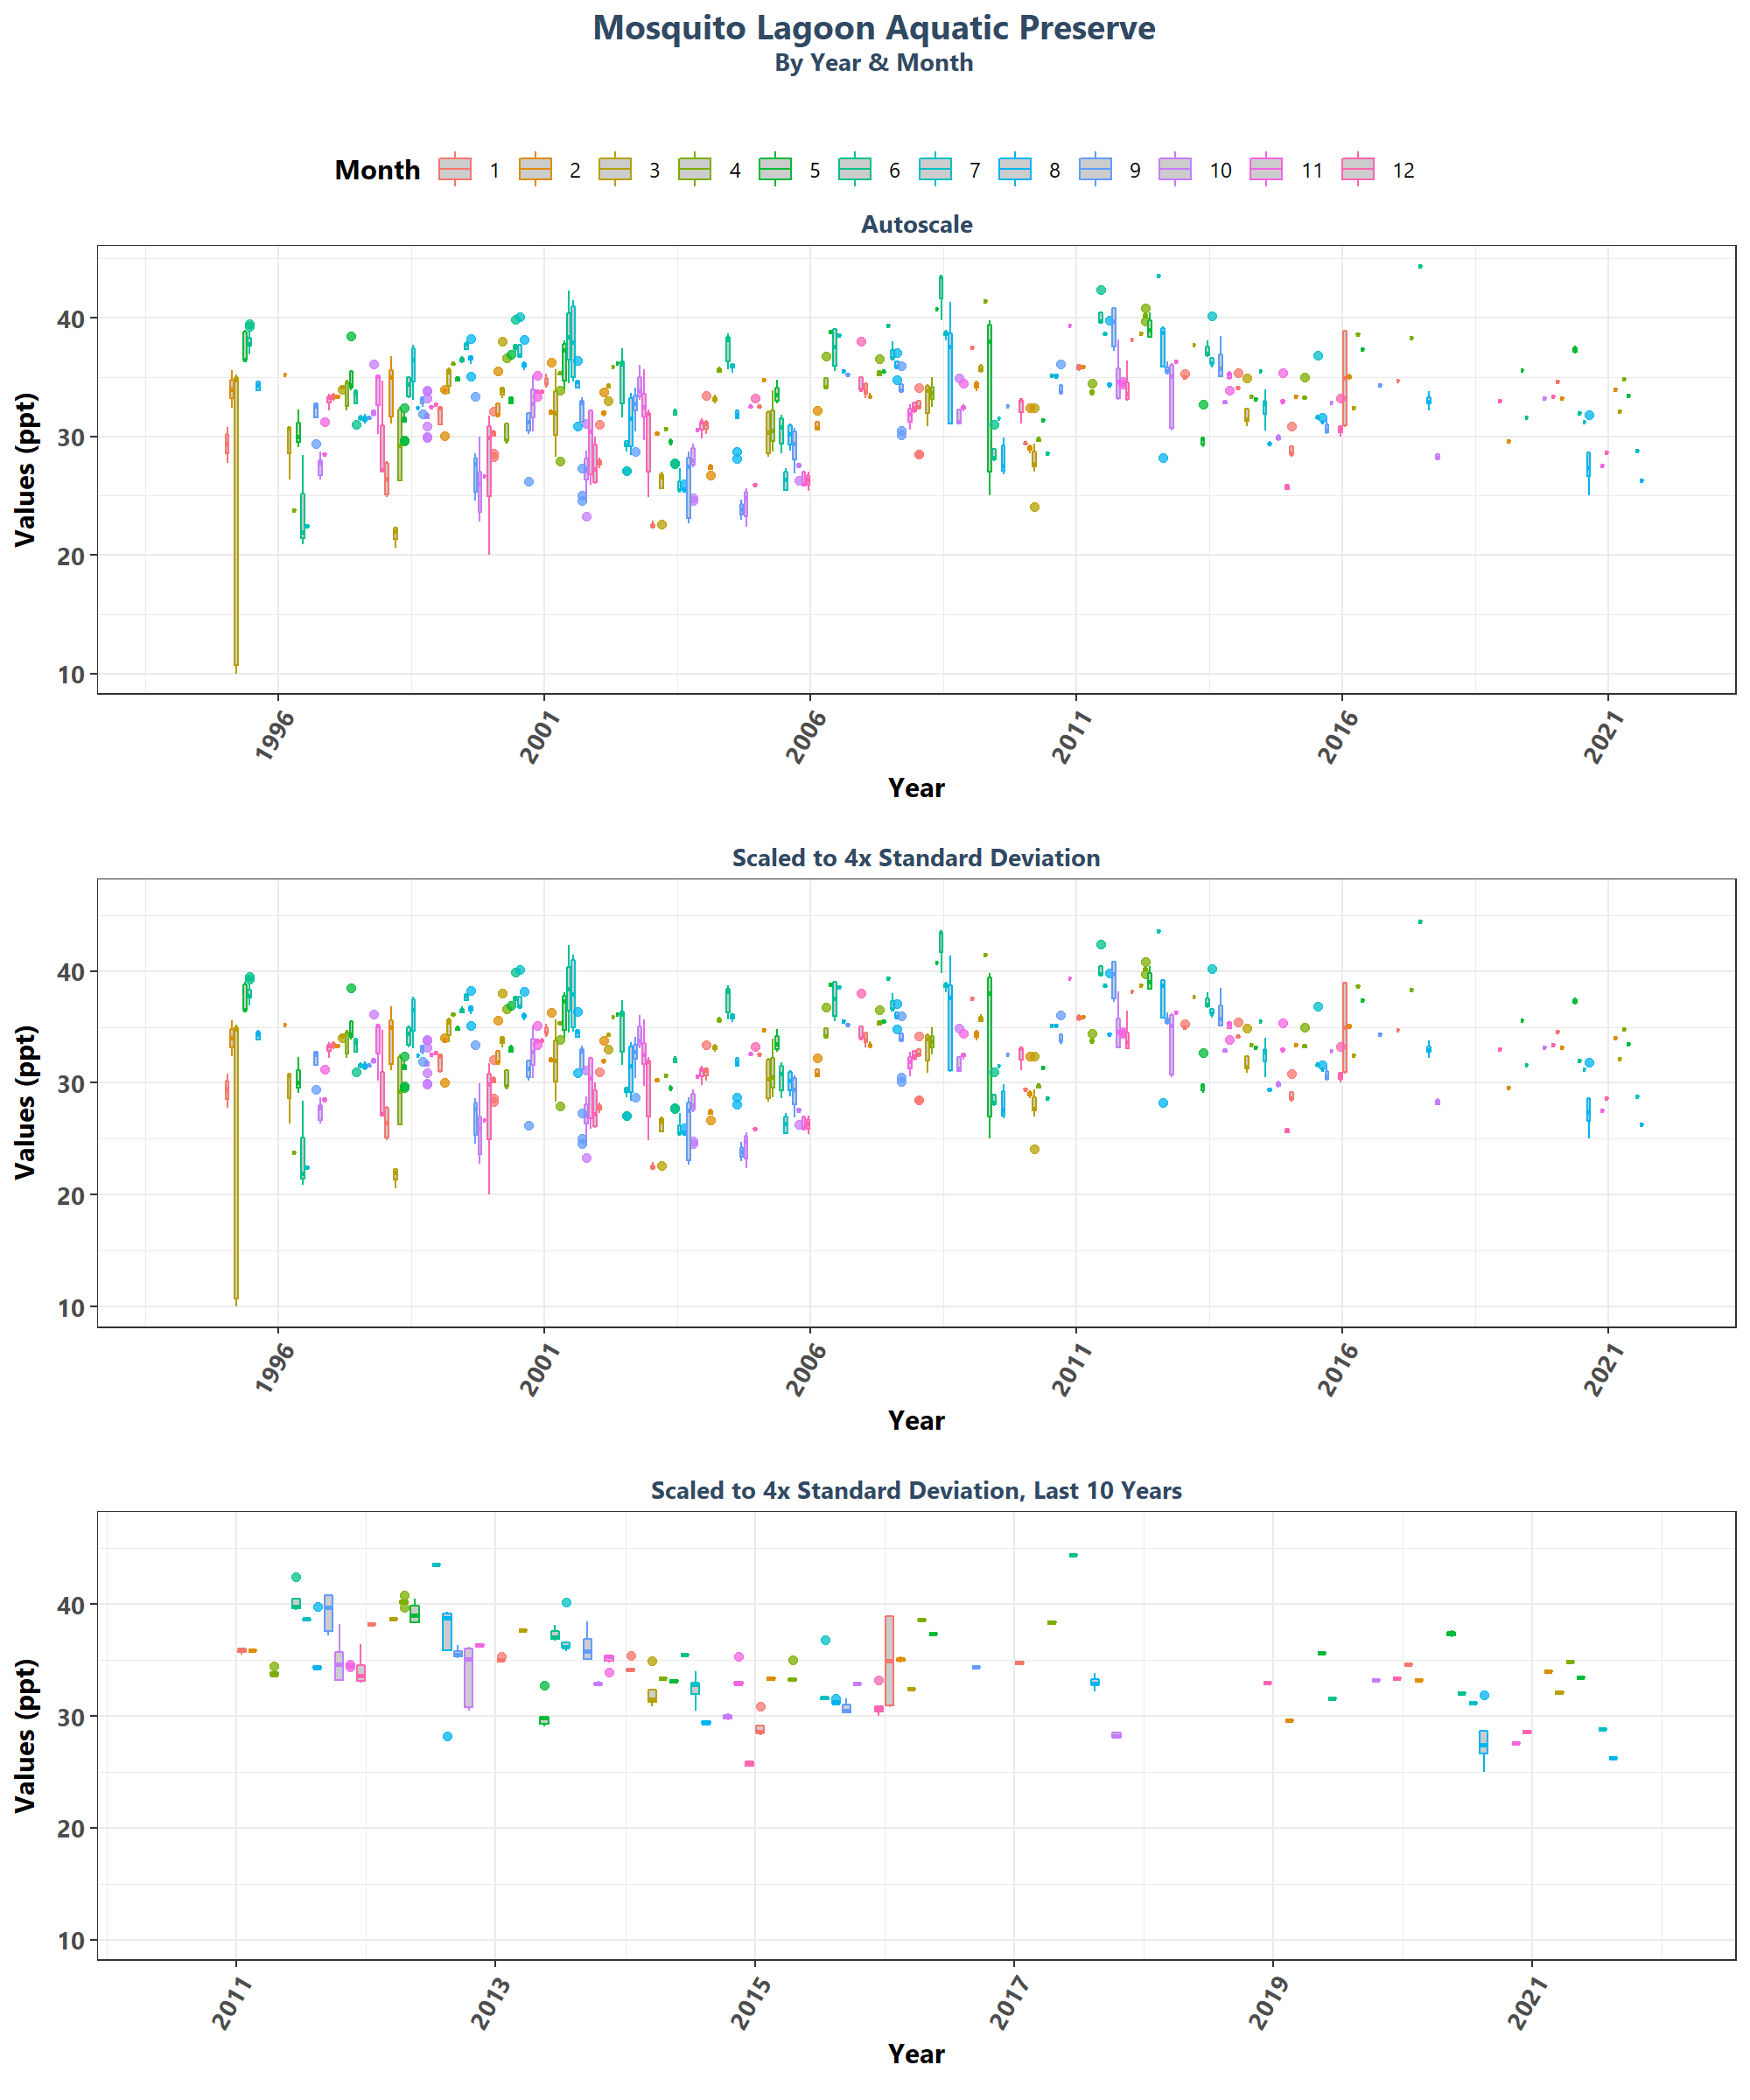 Mosquito Lagoon Aquatic Preserve
By Year & Month
Month 1 2 3 4 5 6 7 8 9 10 11 12
Autoscale
Values (ppt)
40
30
20
10
1996 2001 2006 2011 2016 2021
Year
Scaled to 4x Standard Deviation
Values (ppt)
40
30
20
10
1996 2001 2006 2011 2016 2021
Year
Scaled to 4x Standard Deviation, Last 10 Years
Values (ppt)
40
30
20
10
2011 2013 2015 2017 2019 2021
Year